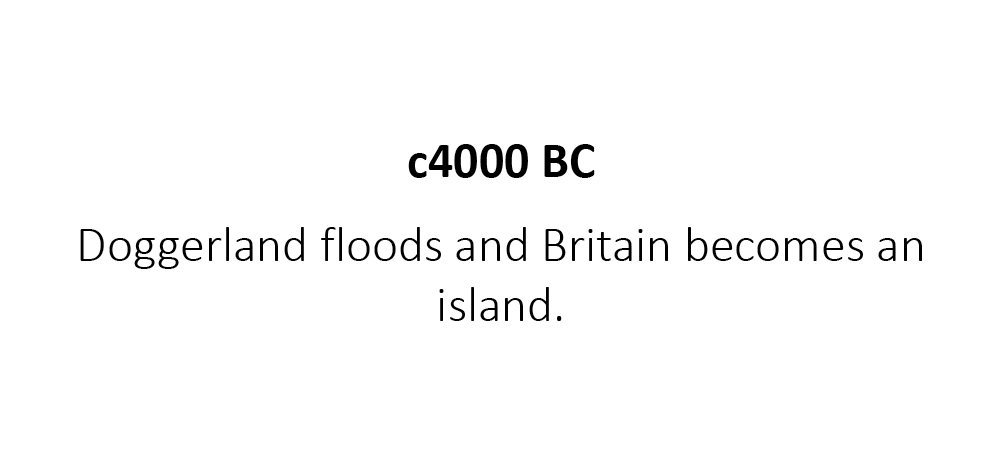 c4000 BC
Doggerland floods and Britain becomes an
island.